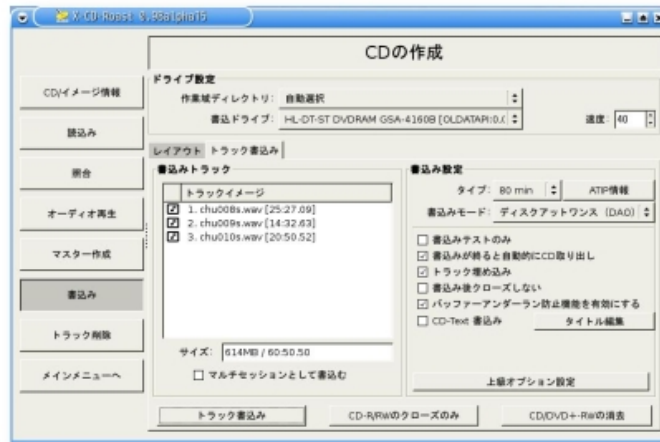 X-CD-Roast 0.98alpha15
CDの作成
CD/イメージ情報
読込み
照合
オーディオ再生
マスター作成
書込み
トラック削除
メインメニューへ
ドライブ設定
作業域ディレクトリ: 自動選択
書込ドライブ: HL-DT-ST DVDRAM GSA-4160B [OLDATAPI:0.( 速度: 40
レイアウト トラック書込み
書込みトラック
トラックイメージ
1. chu008s.wav [25:27.09]
2. chu009s.wav [14:32.63]
3. chu010s.wav [20:50.52]
サイズ: 614MB / 60:50.50
マルチセッションとして書込む
書込み設定
タイプ: 80 min ATIP情報
書込みモード: ディスクアットワンス (DAO)
書込みテストのみ
書込みが終ると自動的にCD取り出し
トラック埋め込み
書込み後クローズしない
バッファーアンダーラン防止機能を有効にする
CD-Text 書込み タイトル編集
上級オプション設定
トラック書込み
CD-R/RWのクローズのみ
CD/DVD+-RWの消去